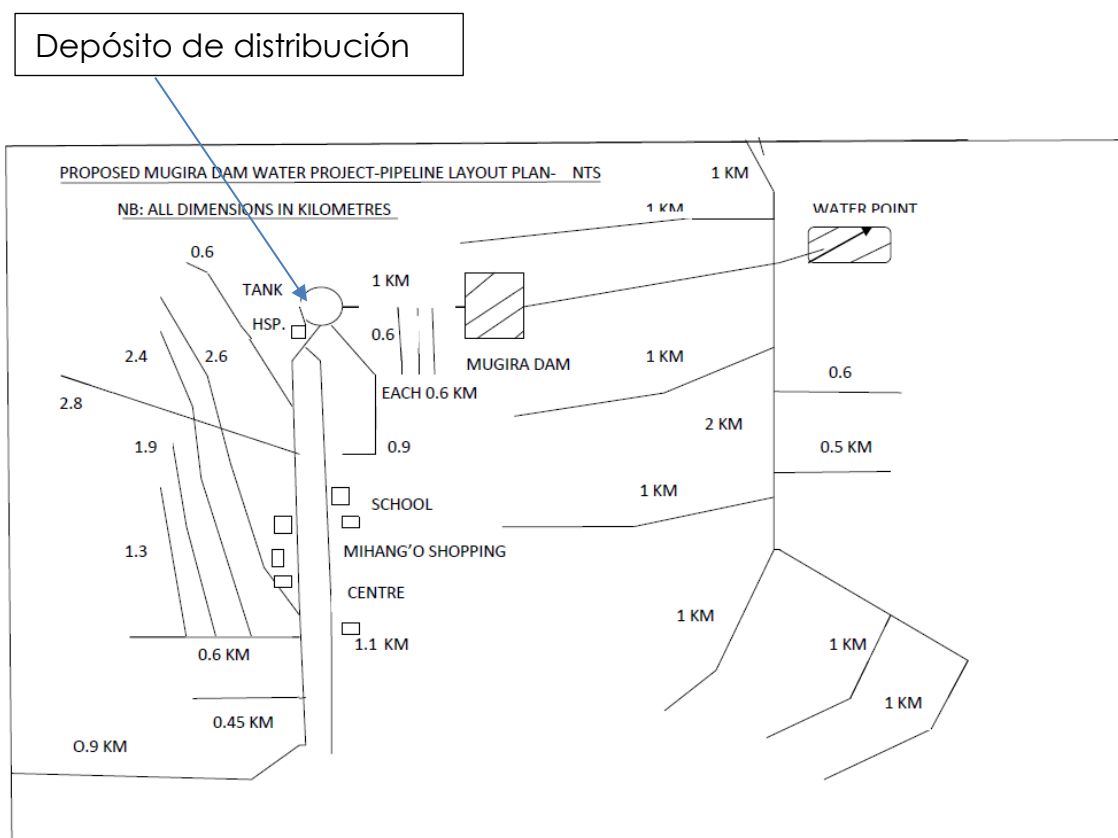 Depósito de distribución
PROPOSED MUGIRA DAM WATER PROJECT-PIPELINE LAYOUT PLAN- NTS
NB: ALL DIMENSIONS IN KILOMETRES
1 KM
1 KM
WATER POINT
0.6
TANK
1 KM
HSP.
0.6
2.4
2.6
MUGIRA DAM
1 KM
0.6
2.8
EACH 0.6 KM
2 KM
1.9
0.9
0.5 KM
1 KM
SCHOOL
1.3
MIHANG'O SHOPPING
CENTRE
1 KM
1.1 KM
1 KM
0.6 KM
1 KM
0.45 KM
O.9 KM